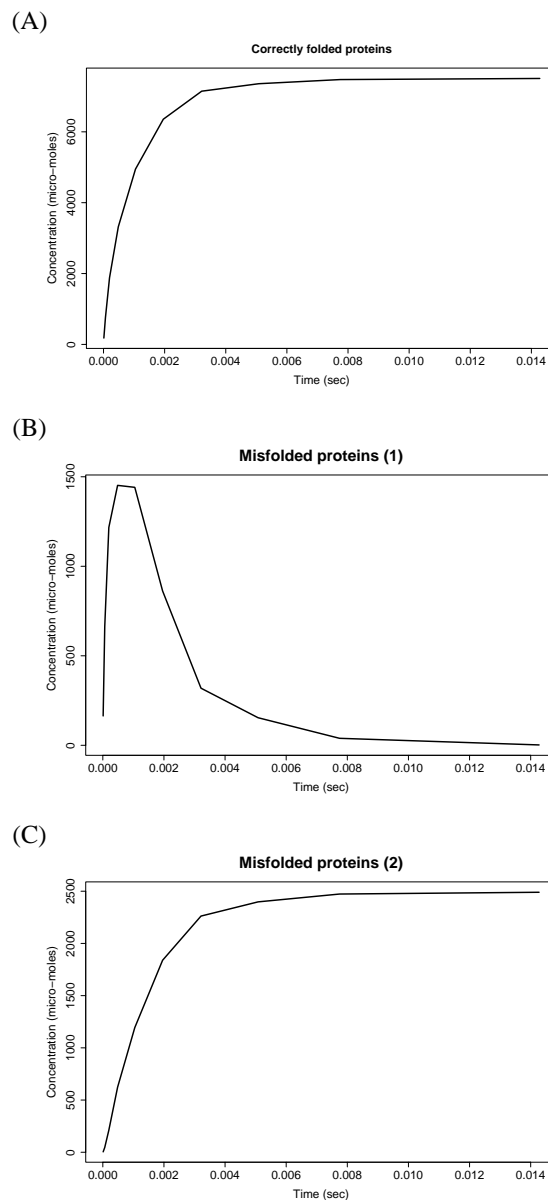 (A)
Correctly folded proteins
Concentration (micro−moles)
0 2000 4000 6000
0.000 0.002 0.004 0.006 0.008 0.010 0.012 0.014
Time (sec)
(B)
Misfolded proteins (1)
Concentration (micro−moles)
0 500 1000 1500
0.000 0.002 0.004 0.006 0.008 0.010 0.012 0.014
Time (sec)
(C)
Misfolded proteins (2)
Concentration (micro−moles)
0 500 1000 1500 2000 2500
0.000 0.002 0.004 0.006 0.008 0.010 0.012 0.014
Time (sec)